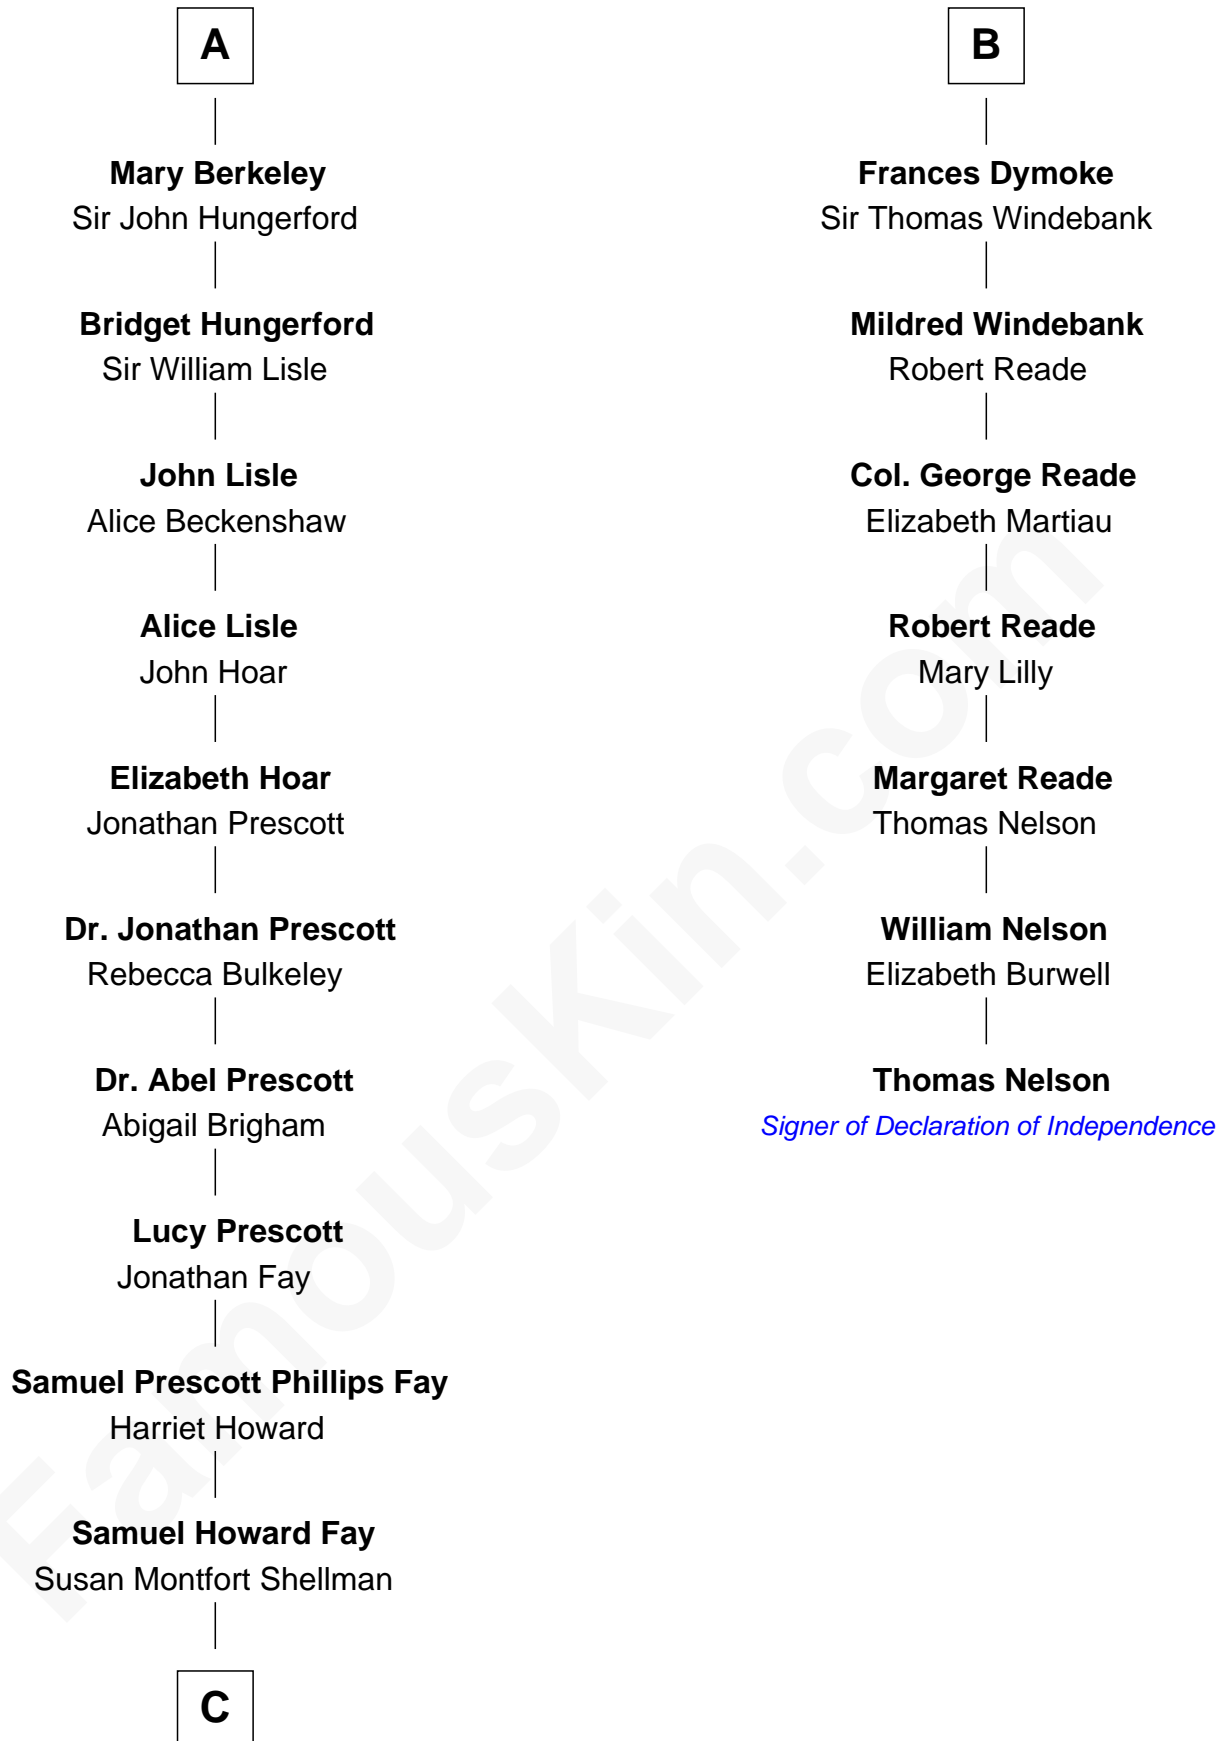 A
Mary Berkeley
Sir John Hungerford
Bridget Hungerford
Sir William Lisle
John Lisle
Alice Beckenshaw
Alice Lisle
John Hoar
Elizabeth Hoar
Jonathan Prescott
Dr. Jonathan Prescott
Rebecca Bulkeley
Dr. Abel Prescott
Abigail Brigham
Lucy Prescott
Jonathan Fay
Samuel Prescott Phillips Fay
Harriet Howard
Samuel Howard Fay
Susan Montfort Shellman
C
B
Frances Dymoke
Sir Thomas Windebank
Mildred Windebank
Robert Reade
Col. George Reade
Elizabeth Martiau
Robert Reade
Mary Lilly
Margaret Reade
Thomas Nelson
William Nelson
Elizabeth Burwell
Thomas Nelson
Signer of Declaration of Independence
FamousKin.com